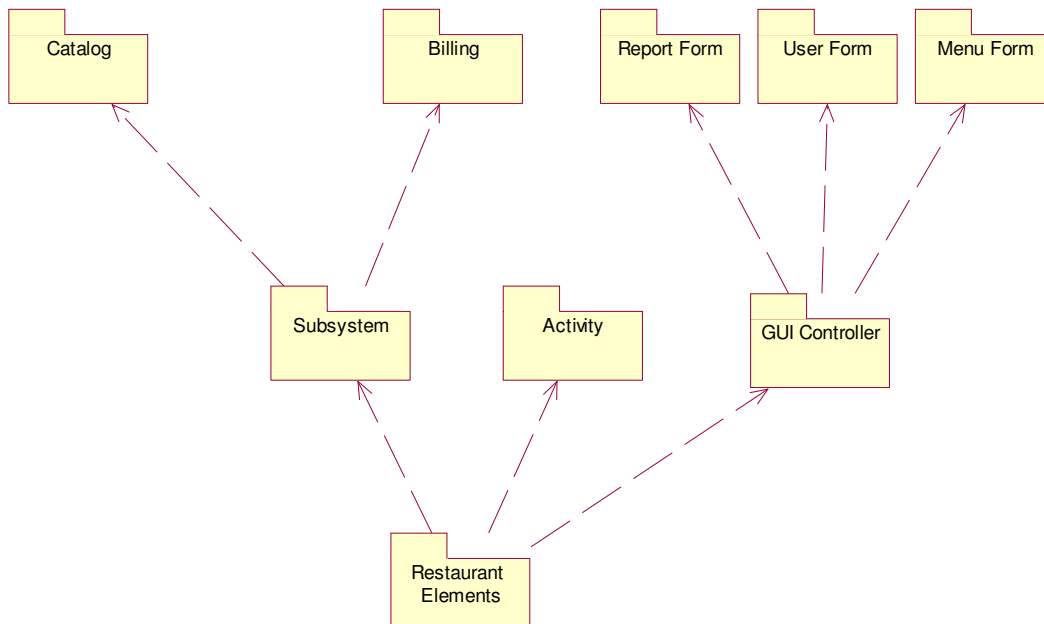 Catalog
Billing
Report Form
User Form
Menu Form
Subsystem
Activity
GUI Controller
Restaurant
Elements